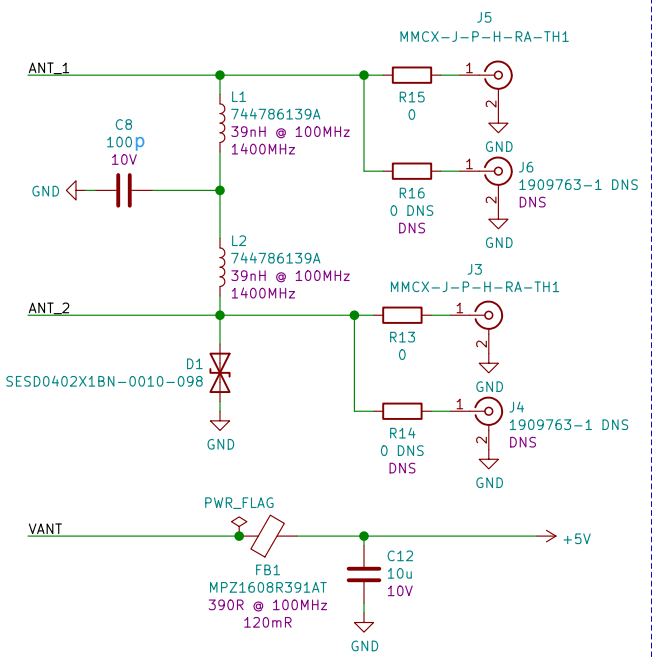 J5
MMCX-J-P-H-RA-TH1
ANT_1
1
R15
0
2
GND
L1
744786139A
39nH @ 100MHz
1400MHz
C8
100p
10V
GND
1
J6
1909763-1 DNS
DNS
R16
0 DNS
DNS
2
GND
L2
744786139A
39nH @ 100MHz
1400MHz
J3
MMCX-J-P-H-RA-TH1
ANT_2
1
R13
0
2
GND
D1
SESD0402X1BN-0010-098
GND
1
J4
1909763-1 DNS
DNS
R14
0 DNS
DNS
2
GND
PWR_FLAG
VANT
+5V
FB1
MPZ1608R391AT
390R @ 100MHz
120mR
C12
10u
10V
GND